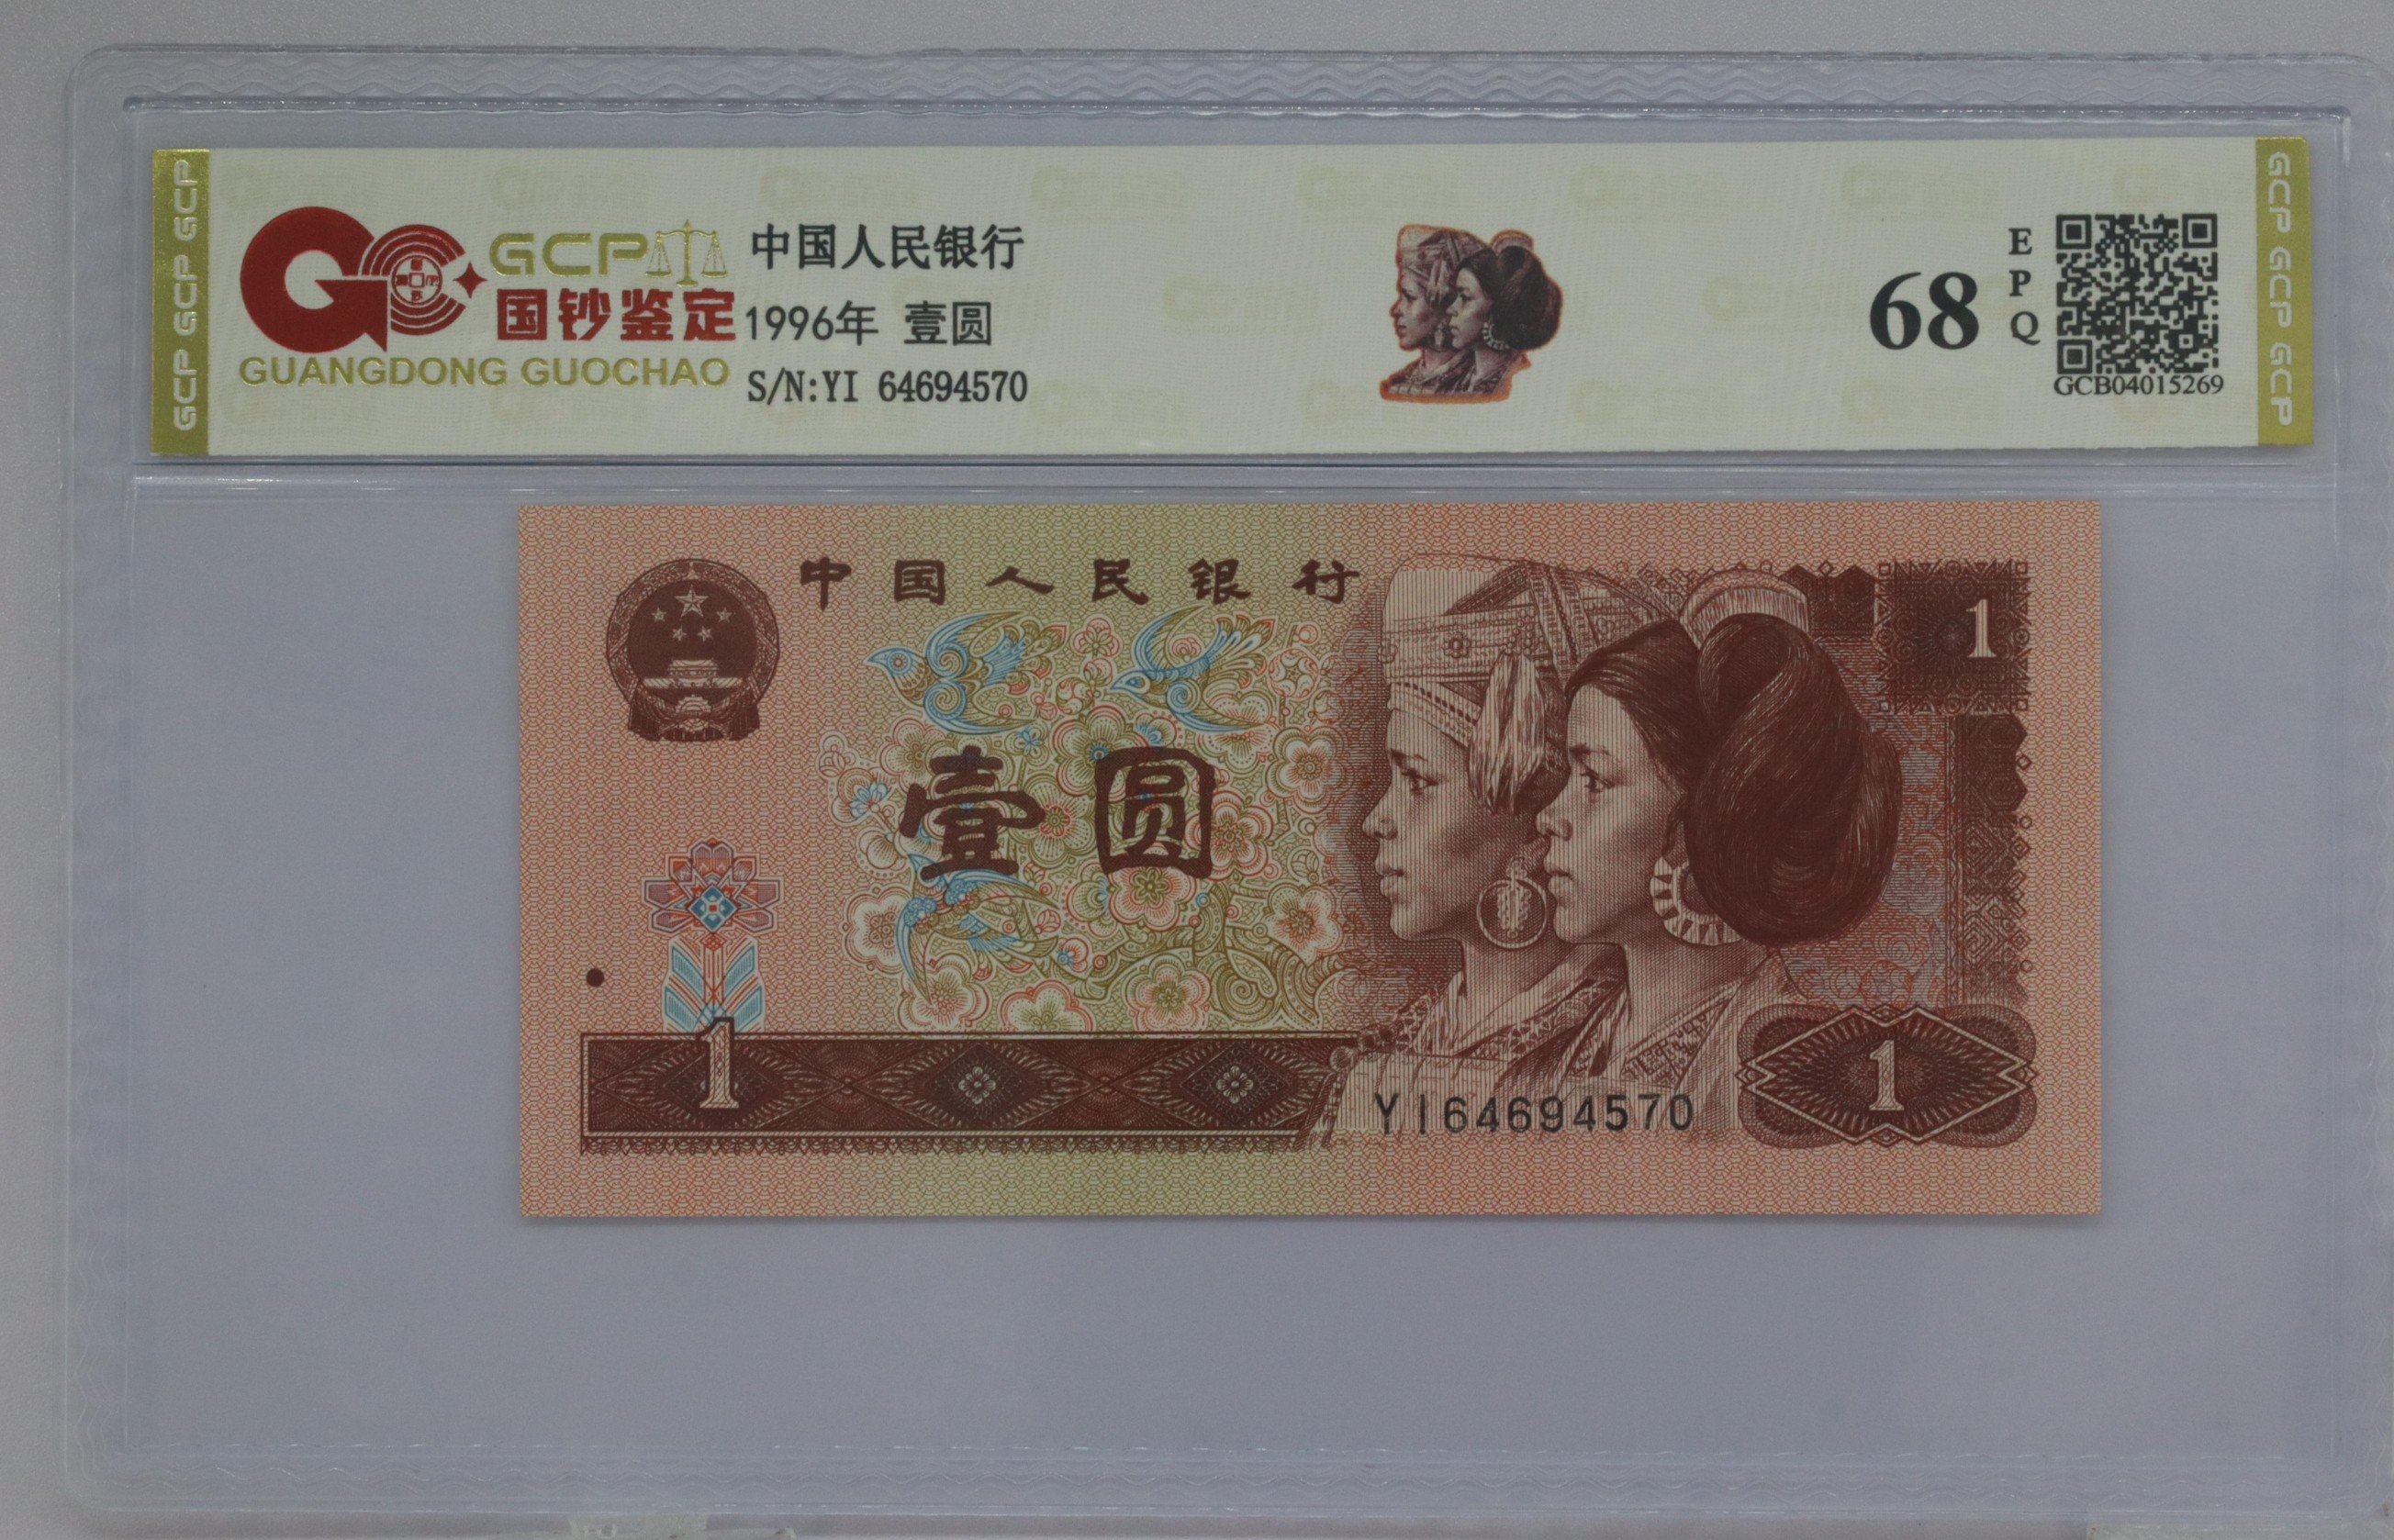 GCP GCP GCP
GCP
国钞鉴定
GUANGDONG GUOCHAO
中国人民银行
1996年 壹圆
S/N:YI 64694570
68
E
P
Q
GCB04015269
GCP GCP GCP
中国人民银行
1
壹圆
1
YI64694570
1